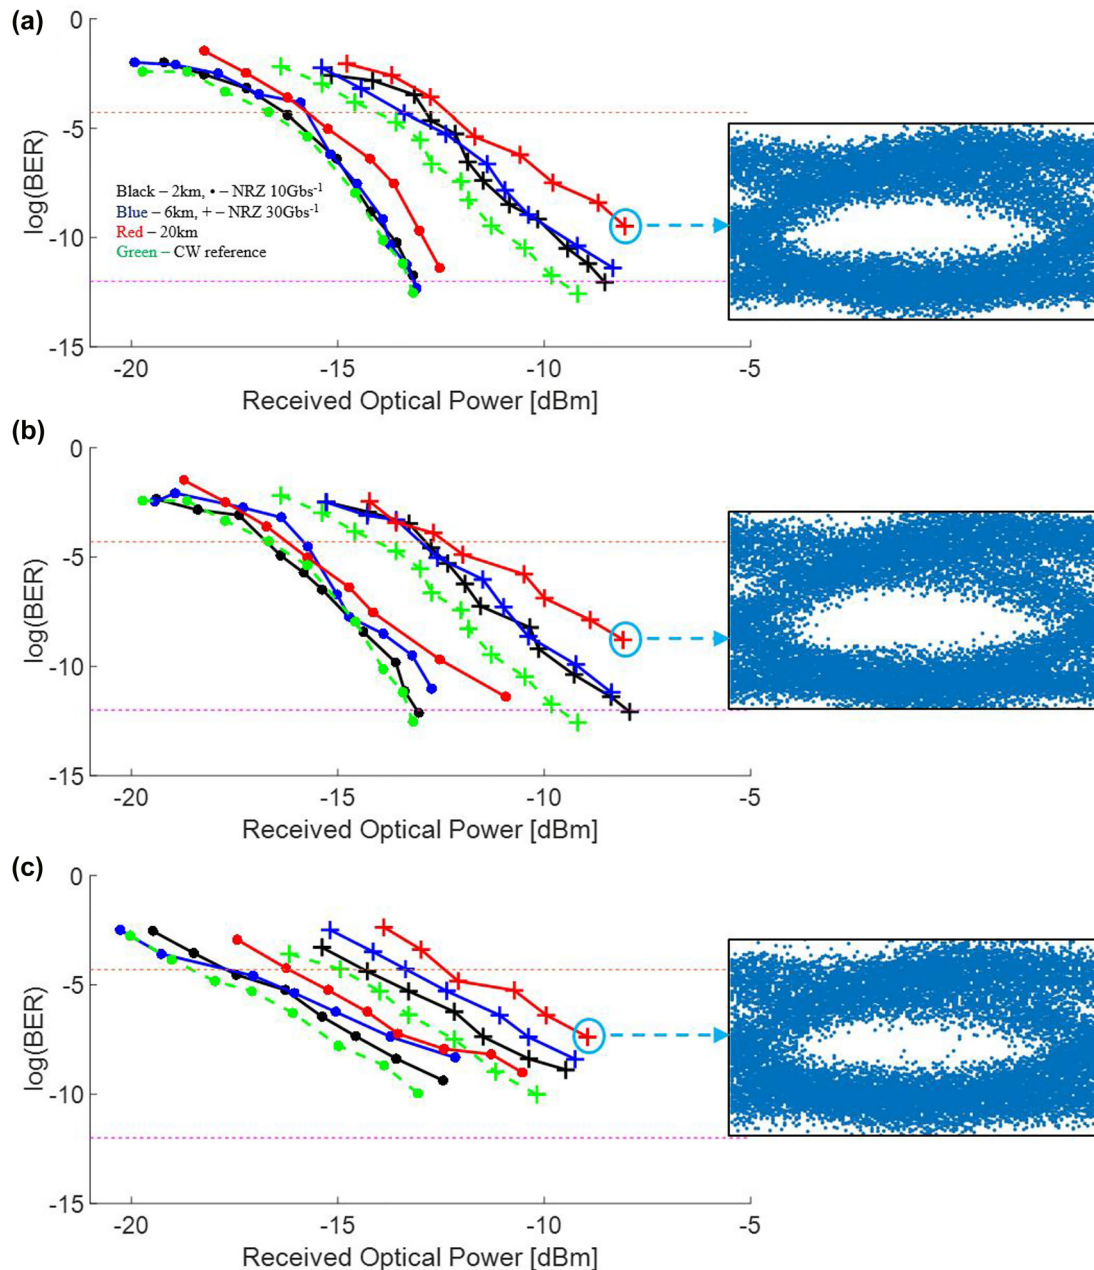 (a)
0
-5
-10
-15
log(BER)
Black – 2km, • – NRZ 10Gbs⁻¹
Blue – 6km, + – NRZ 30Gbs⁻¹
Red – 20km
Green – CW reference
-20
-15
-10
-5
Received Optical Power [dBm]
(b)
0
-5
-10
-15
log(BER)
-20
-15
-10
-5
Received Optical Power [dBm]
(c)
0
-5
-10
-15
log(BER)
-20
-15
-10
-5
Received Optical Power [dBm]